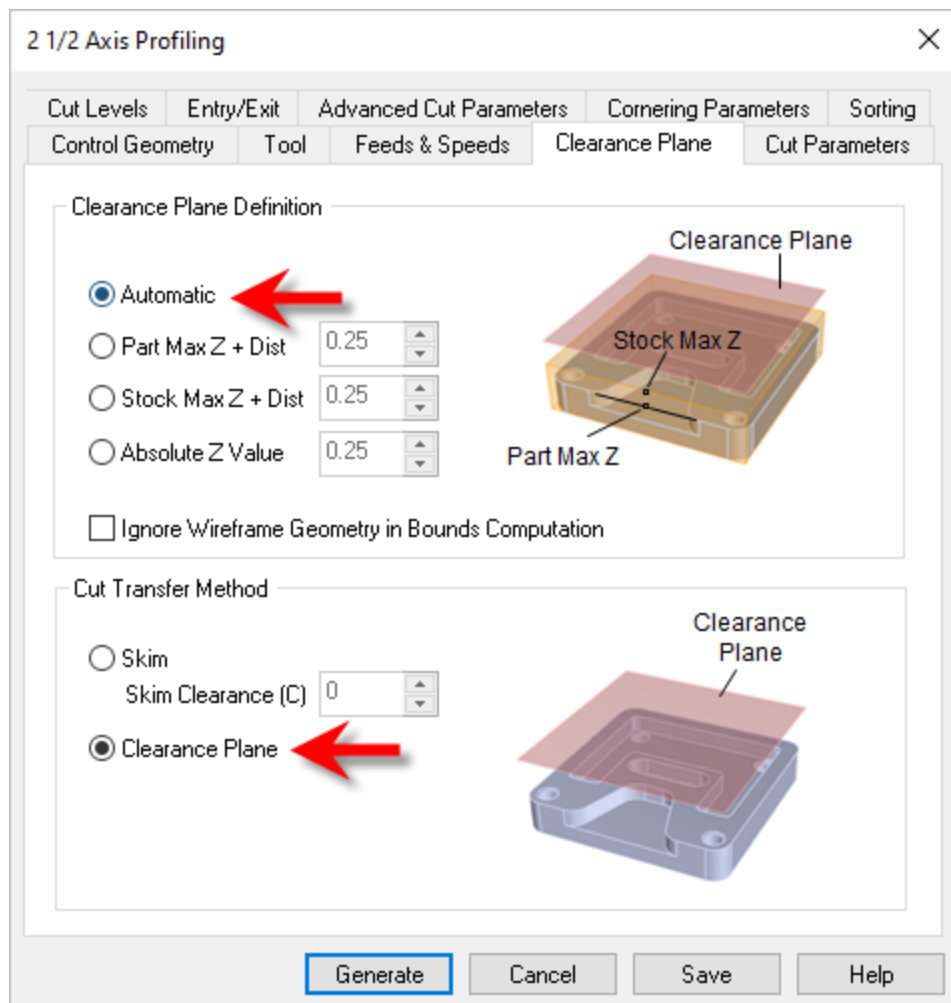 2 1/2 Axis Profiling
Cut Levels Entry/Exit Advanced Cut Parameters Cornering Parameters Sorting
Control Geometry Tool Feeds & Speeds Clearance Plane Cut Parameters
Clearance Plane Definition
Automatic
Part Max Z + Dist 0.25
Stock Max Z + Dist 0.25
Absolute Z Value 0.25
Clearance Plane
Stock Max Z
Part Max Z
Ignore Wireframe Geometry in Bounds Computation
Cut Transfer Method
Skim
Skim Clearance (C) 0
Clearance Plane
Clearance
Plane
Generate Cancel Save Help